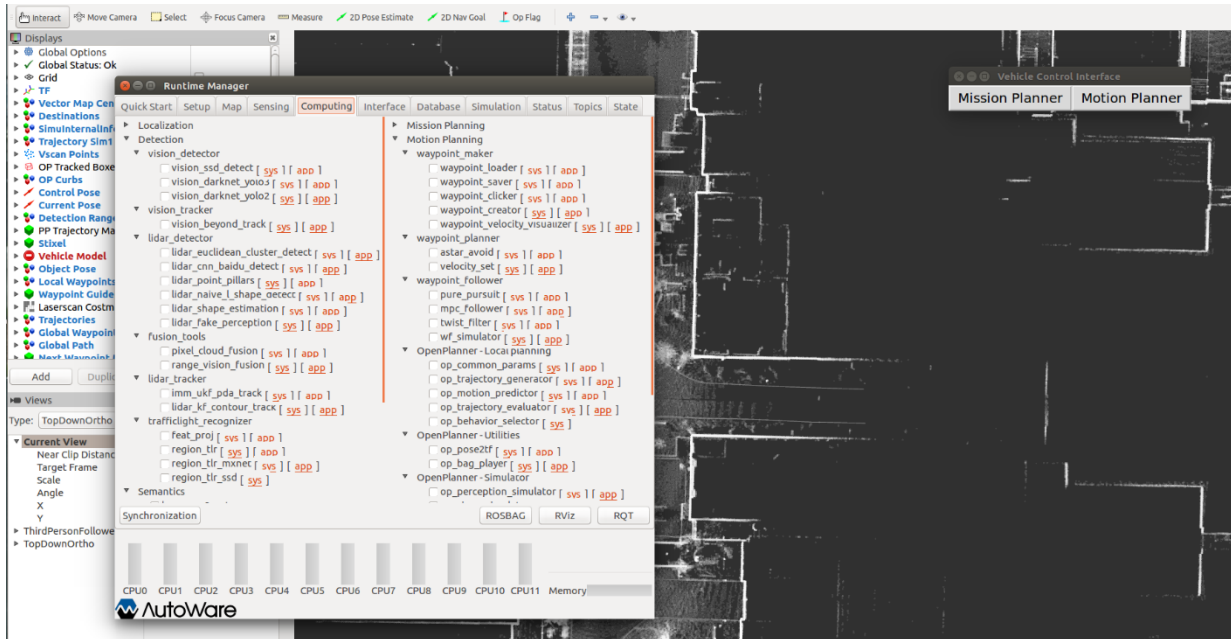 Interact Move Camera Select Focus Camera Measure 2D Pose Estimate 2D Nav Goal Op Flag
Displays
Global Options
Global Status: Ok
Grid
TF
Vector Map Cen
Destinations
SimuInternalInfo
Trajectory Sim1
Vscan Points
OP Tracked Boxe
OP Curbs
Control Pose
Current Pose
Detection Range
PP Trajectory Ma
Stixel
Vehicle Model
Object Pose
Local Waypoints
Waypoint Guide
Laserscan Costm
Trajectories
Global Waypoint
Global Path
Next Waypoint
Add Duplic
Views
Type: TopDownOrtho
Current View
Near Clip Distanc
Target Frame
Scale
Angle
X
Y
ThirdPersonFollowe
TopDownOrtho
Runtime Manager
Quick Start Setup Map Sensing Computing Interface Database Simulation Status Topics State
Localization
Detection
vision_detector
vision_ssd_detect [ sys ] [ app ]
vision_darknet_yolo3 [ sys ] [ app ]
vision_darknet_yolo2 [ sys ] [ app ]
vision_tracker
vision_beyond_track [ sys ] [ app ]
lidar_detector
lidar_euclidean_cluster_detect [ sys ] [ app ]
lidar_cnn_baidu_detect [ sys ] [ app ]
lidar_point_pillars [ sys ] [ app ]
lidar_naive_l_shape_detect [ sys ] [ app ]
lidar_shape_estimation [ sys ] [ app ]
lidar_fake_perception [ sys ] [ app ]
fusion_tools
pixel_cloud_fusion [ sys ] [ app ]
range_vision_fusion [ sys ] [ app ]
lidar_tracker
imm_ukf_pda_track [ sys ] [ app ]
lidar_kf_contour_track [ sys ] [ app ]
trafficlight_recognizer
feat_proj [ sys ] [ app ]
region_tlr [ sys ] [ app ]
region_tlr_mxnet [ sys ] [ app ]
region_tlr_ssd [ sys ]
Semantics
Mission Planning
Motion Planning
waypoint_maker
waypoint_loader [ sys ] [ app ]
waypoint_saver [ sys ] [ app ]
waypoint_clicker [ sys ] [ app ]
waypoint_creator [ sys ] [ app ]
waypoint_velocity_visualizer [ sys ] [ app ]
waypoint_planner
astar_avoid [ sys ] [ app ]
velocity_set [ sys ] [ app ]
waypoint_follower
pure_pursuit [ sys ] [ app ]
mpc_follower [ sys ] [ app ]
twist_filter [ sys ] [ app ]
wf_simulator [ sys ] [ app ]
OpenPlanner - Local planning
op_common_params [ sys ] [ app ]
op_trajectory_generator [ sys ] [ app ]
op_motion_predictor [ sys ] [ app ]
op_trajectory_evaluator [ sys ] [ app ]
op_behavior_selector [ sys ]
OpenPlanner - Utilities
op_pose2tf [ sys ] [ app ]
op_bag_player [ sys ] [ app ]
OpenPlanner - Simulator
op_perception_simulator [ sys ] [ app ]
Synchronization ROSBAG RViz RQT
CPU0 CPU1 CPU2 CPU3 CPU4 CPU5 CPU6 CPU7 CPU8 CPU9 CPU10 CPU11 Memory
AutoWare
Vehicle Control Interface
Mission Planner Motion Planner